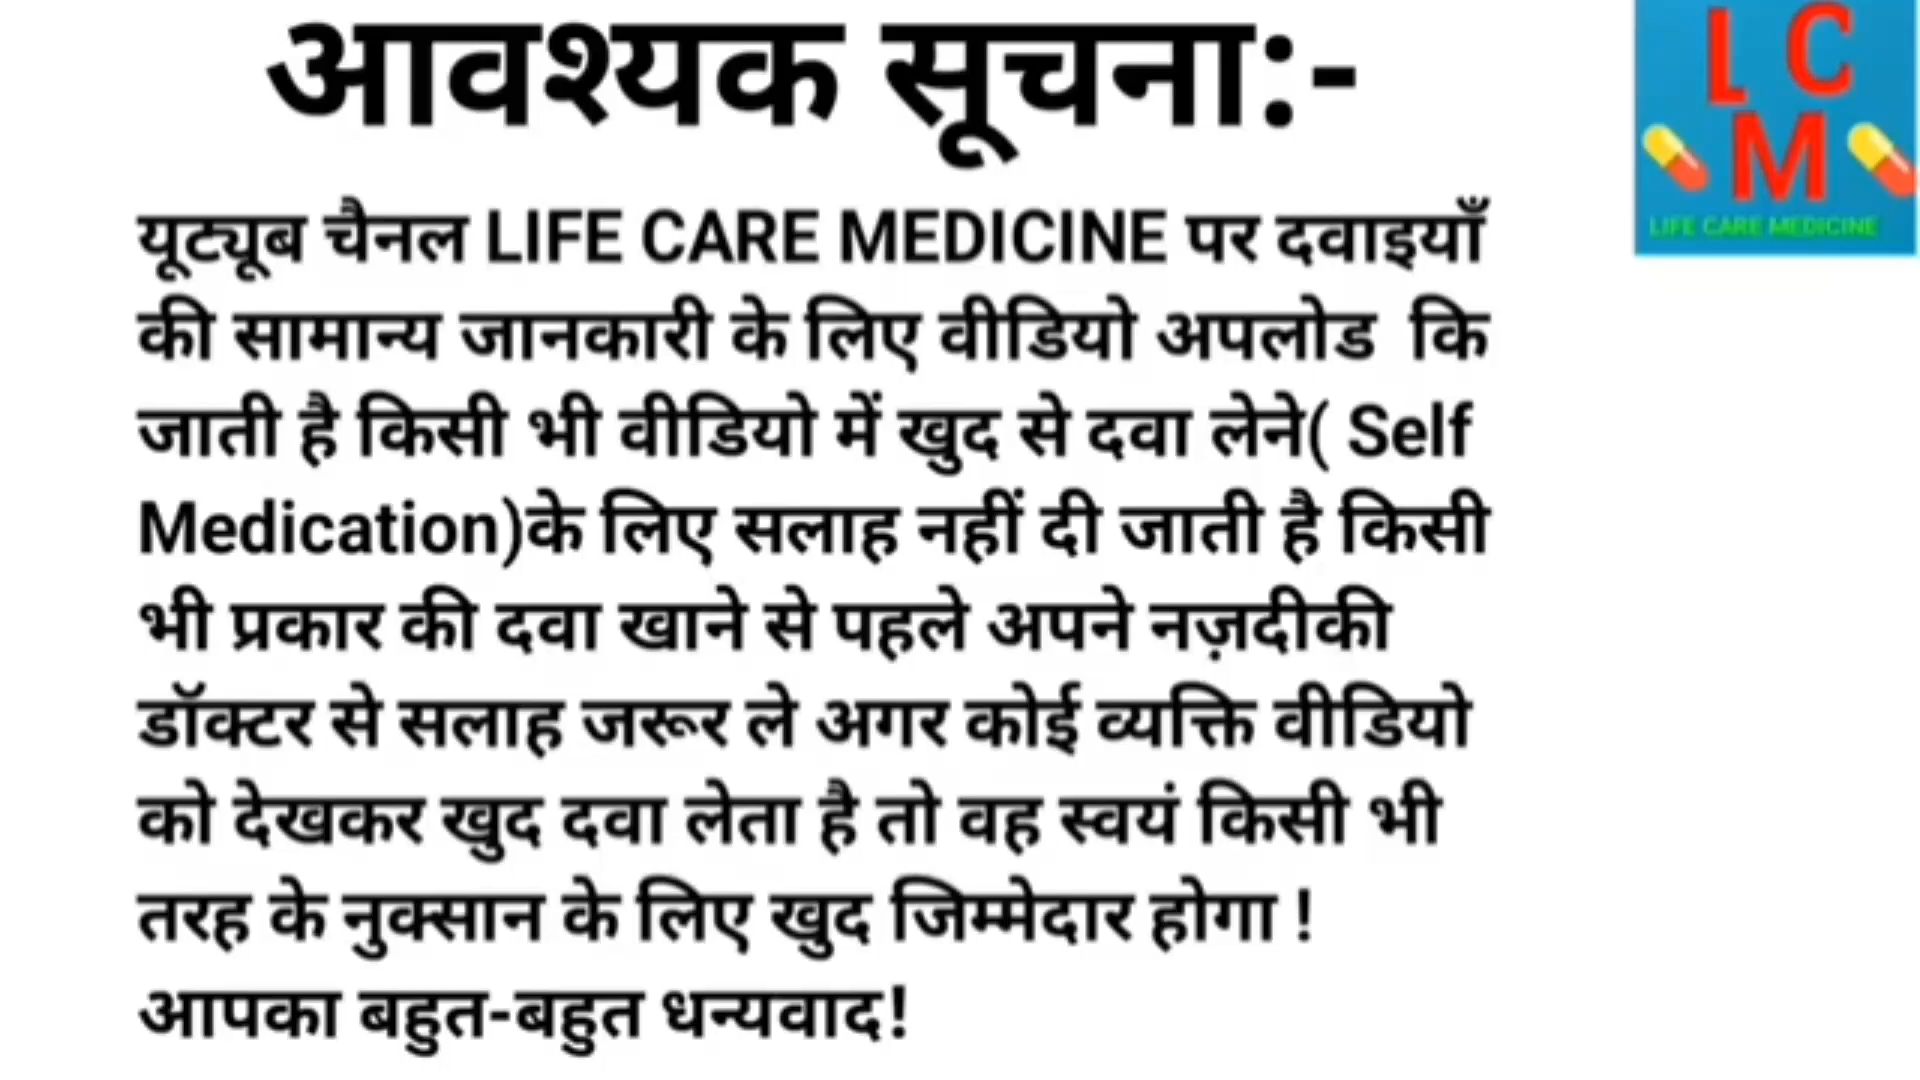 आवश्यक सूचना:-
L C
M
LIFE CARE MEDICINE
यूट्यूब चैनल LIFE CARE MEDICINE पर दवाइयाँ
की सामान्य जानकारी के लिए वीडियो अपलोड कि
जाती है किसी भी वीडियो में खुद से दवा लेने( Self
Medication)के लिए सलाह नहीं दी जाती है किसी
भी प्रकार की दवा खाने से पहले अपने नज़दीकी
डॉक्टर से सलाह जरूर ले अगर कोई व्यक्ति वीडियो
को देखकर खुद दवा लेता है तो वह स्वयं किसी भी
तरह के नुक्सान के लिए खुद जिम्मेदार होगा !
आपका बहुत-बहुत धन्यवाद!